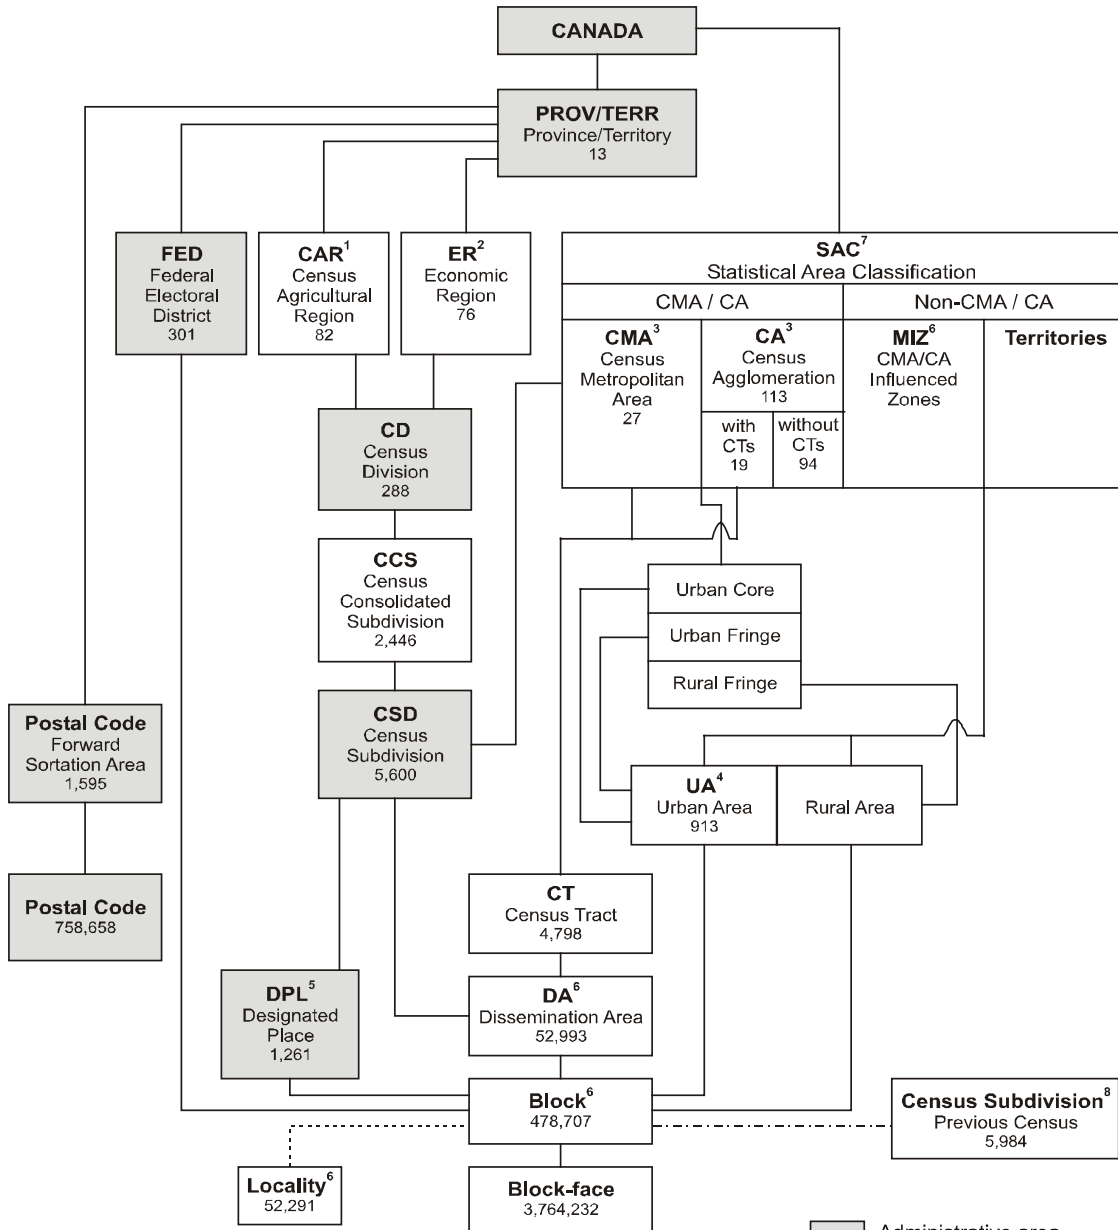 CANADA
PROV/TERR
Province/Territory
13
FED
Federal
Electoral
District
301
CAR1
Census
Agricultural
Region
82
ER2
Economic
Region
76
SAC7
Statistical Area Classification
CMA / CA
Non-CMA / CA
CMA3
Census
Metropolitan
Area
27
CA3
Census
Agglomeration
113
with
CTs
19
without
CTs
94
MIZ6
CMA/CA
Influenced
Zones
Territories
CD
Census
Division
288
CCS
Census
Consolidated
Subdivision
2,446
Urban Core
Urban Fringe
Rural Fringe
Postal Code
Forward
Sortation Area
1,595
CSD
Census
Subdivision
5,600
UA4
Urban Area
913
Rural Area
Postal Code
758,658
CT
Census Tract
4,798
DPL5
Designated
Place
1,261
DA6
Dissemination Area
52,993
Block6
478,707
Census Subdivision8
Previous Census
5,984
Locality6
52,291
Block-face
3,764,232
Administrative area